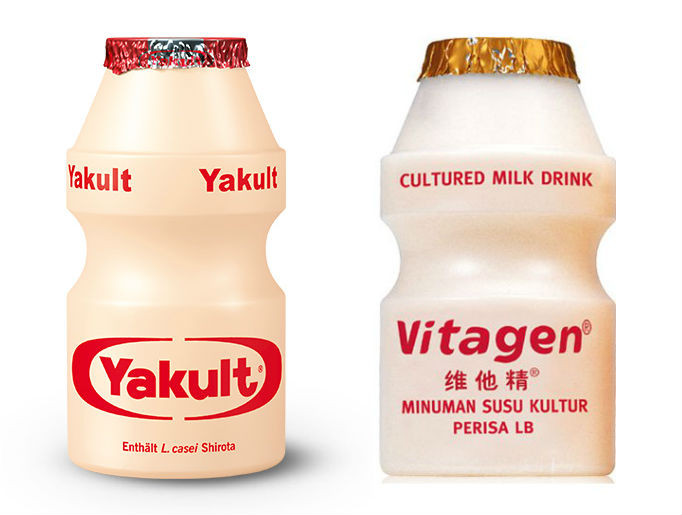 Yakult Yakult
Yakult®
Enthält L. casei Shirota
CULTURED MILK DRINK
Vitagen®
维他精®
MINUMAN SUSU KULTUR
PERISA LB